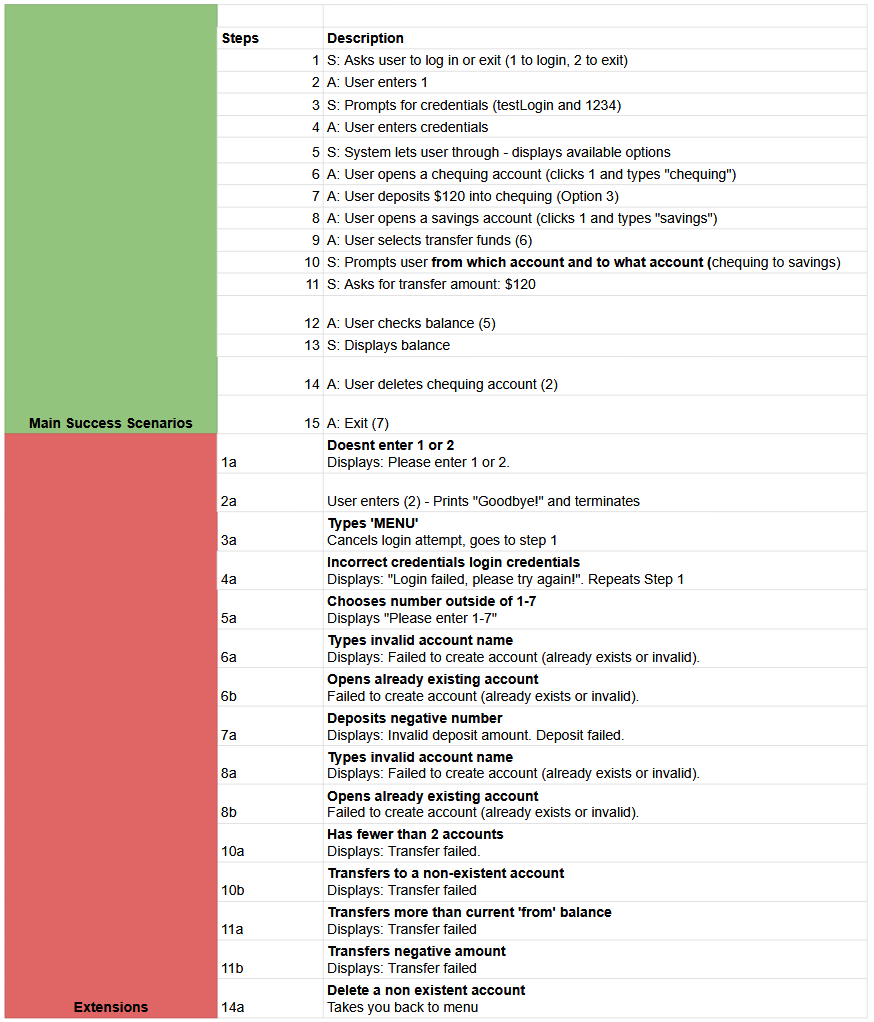 Steps Description
1 S: Asks user to log in or exit (1 to login, 2 to exit)
2 A: User enters 1
3 S: Prompts for credentials (testLogin and 1234)
4 A: User enters credentials
5 S: System lets user through - displays available options
6 A: User opens a chequing account (clicks 1 and types "chequing")
7 A: User deposits $120 into chequing (Option 3)
8 A: User opens a savings account (clicks 1 and types "savings")
9 A: User selects transfer funds (6)
10 S: Prompts user from which account and to what account (chequing to savings)
11 S: Asks for transfer amount: $120
12 A: User checks balance (5)
13 S: Displays balance
14 A: User deletes chequing account (2)
Main Success Scenarios 15 A: Exit (7)
Doesnt enter 1 or 2
1a Displays: Please enter 1 or 2.
2a User enters (2) - Prints "Goodbye!" and terminates
Types 'MENU'
3a Cancels login attempt, goes to step 1
Incorrect credentials login credentials
4a Displays: "Login failed, please try again!". Repeats Step 1
Chooses number outside of 1-7
5a Displays "Please enter 1-7"
Types invalid account name
6a Displays: Failed to create account (already exists or invalid).
Opens already existing account
6b Failed to create account (already exists or invalid).
Deposits negative number
7a Displays: Invalid deposit amount. Deposit failed.
Types invalid account name
8a Displays: Failed to create account (already exists or invalid).
Opens already existing account
8b Failed to create account (already exists or invalid).
Has fewer than 2 accounts
10a Displays: Transfer failed.
Transfers to a non-existent account
10b Displays: Transfer failed
Transfers more than current 'from' balance
11a Displays: Transfer failed
Transfers negative amount
11b Displays: Transfer failed
Delete a non existent account
Extensions 14a Takes you back to menu